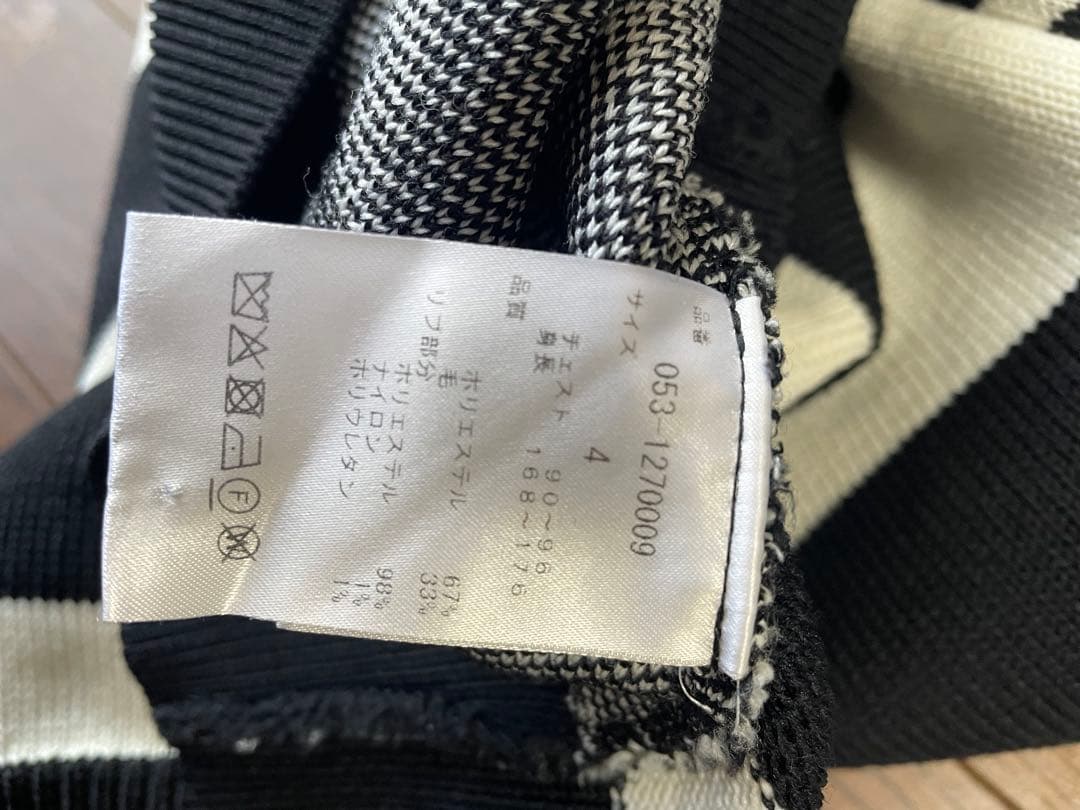 品番 053-1270009
サイズ 4
チェスト 90～96
身長 168～176
品質
ポリエステル 67%
毛 33%
リブ部分
ポリエステル 98%
ナイロン 1%
ポリウレタン 1%
F